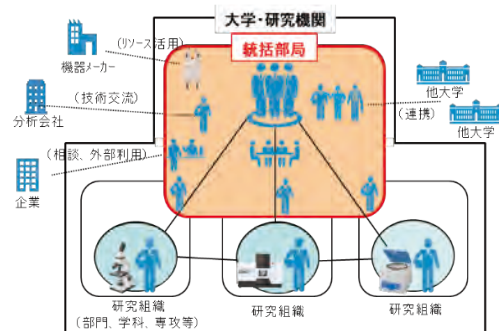 大学・研究機関
統括部局
(リソース活用)
機器メーカー
(技術交流)
分析会社
(相談、外部利用)
企業
他大学
(連携)
他大学
研究組織
(部門、学科、専攻等)
研究組織
研究組織